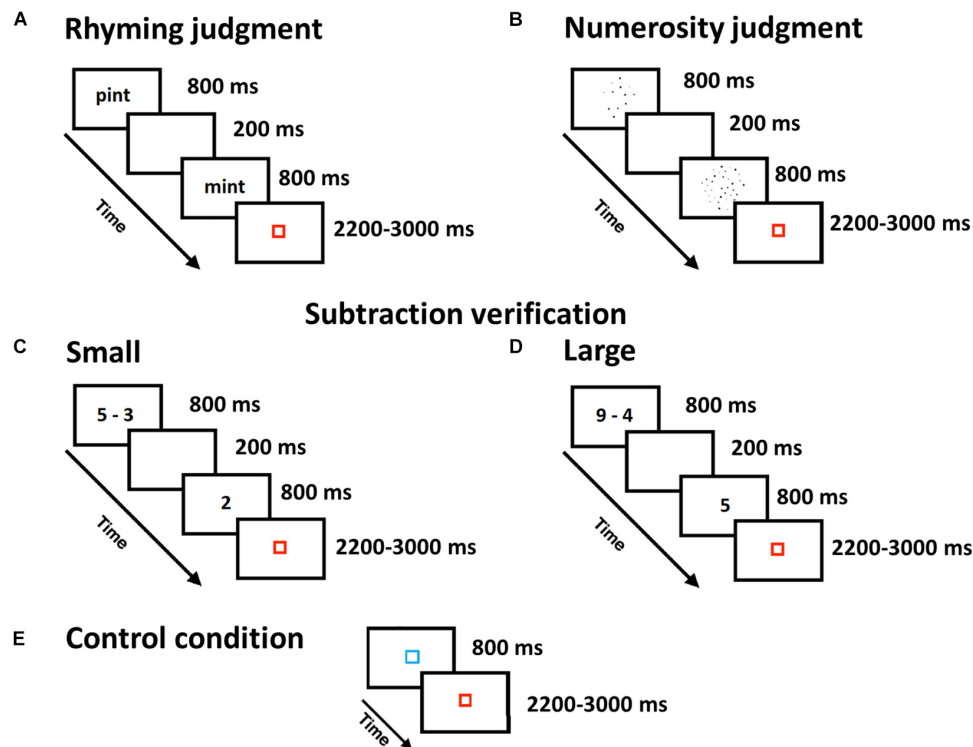 A Rhyming judgment
pint
800 ms
200 ms
mint
800 ms
2200-3000 ms
Time
B Numerosity judgment
800 ms
200 ms
800 ms
2200-3000 ms
Time
Subtraction verification
C Small
5 - 3
800 ms
200 ms
2
800 ms
2200-3000 ms
Time
D Large
9 - 4
800 ms
200 ms
5
800 ms
2200-3000 ms
Time
E Control condition
800 ms
2200-3000 ms
Time